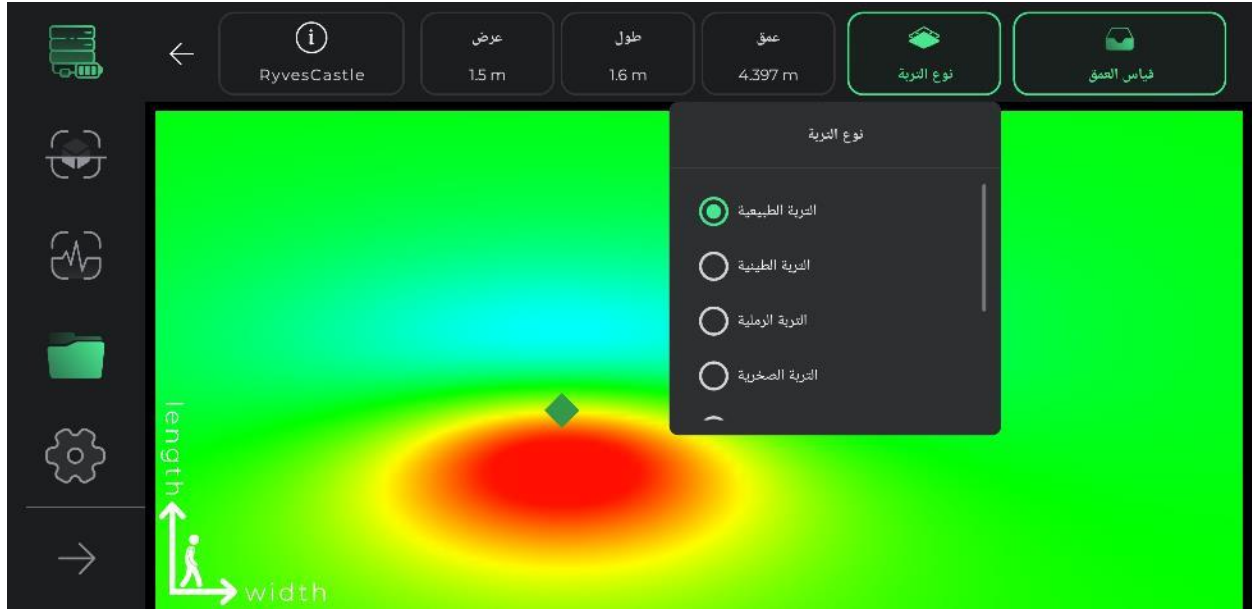 RyvesCastle
عرض
1.5 m
طول
1.6 m
عمق
4.397 m
نوع التربة
قياس العمق
نوع التربة
التربة الطبيعية
التربة الطينية
التربة الرملية
التربة الصخرية
length
width